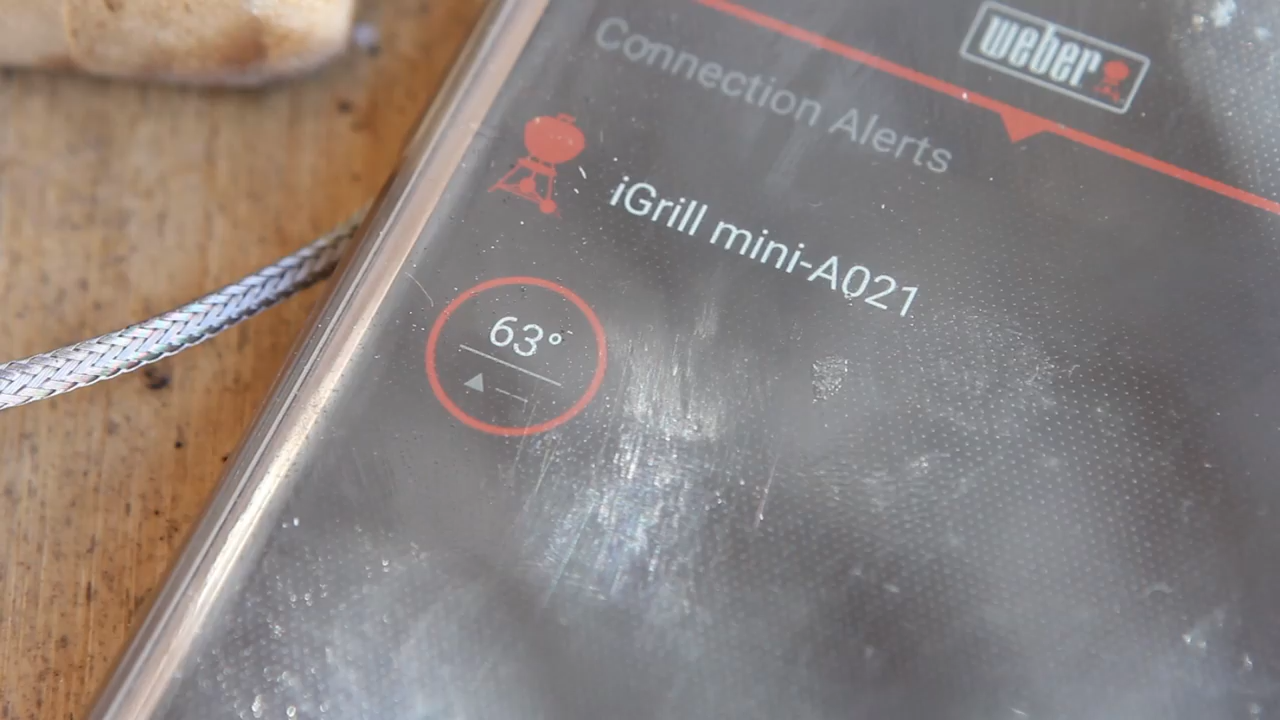 weber
Connection Alerts
iGrill mini-A021
63°
▲ --